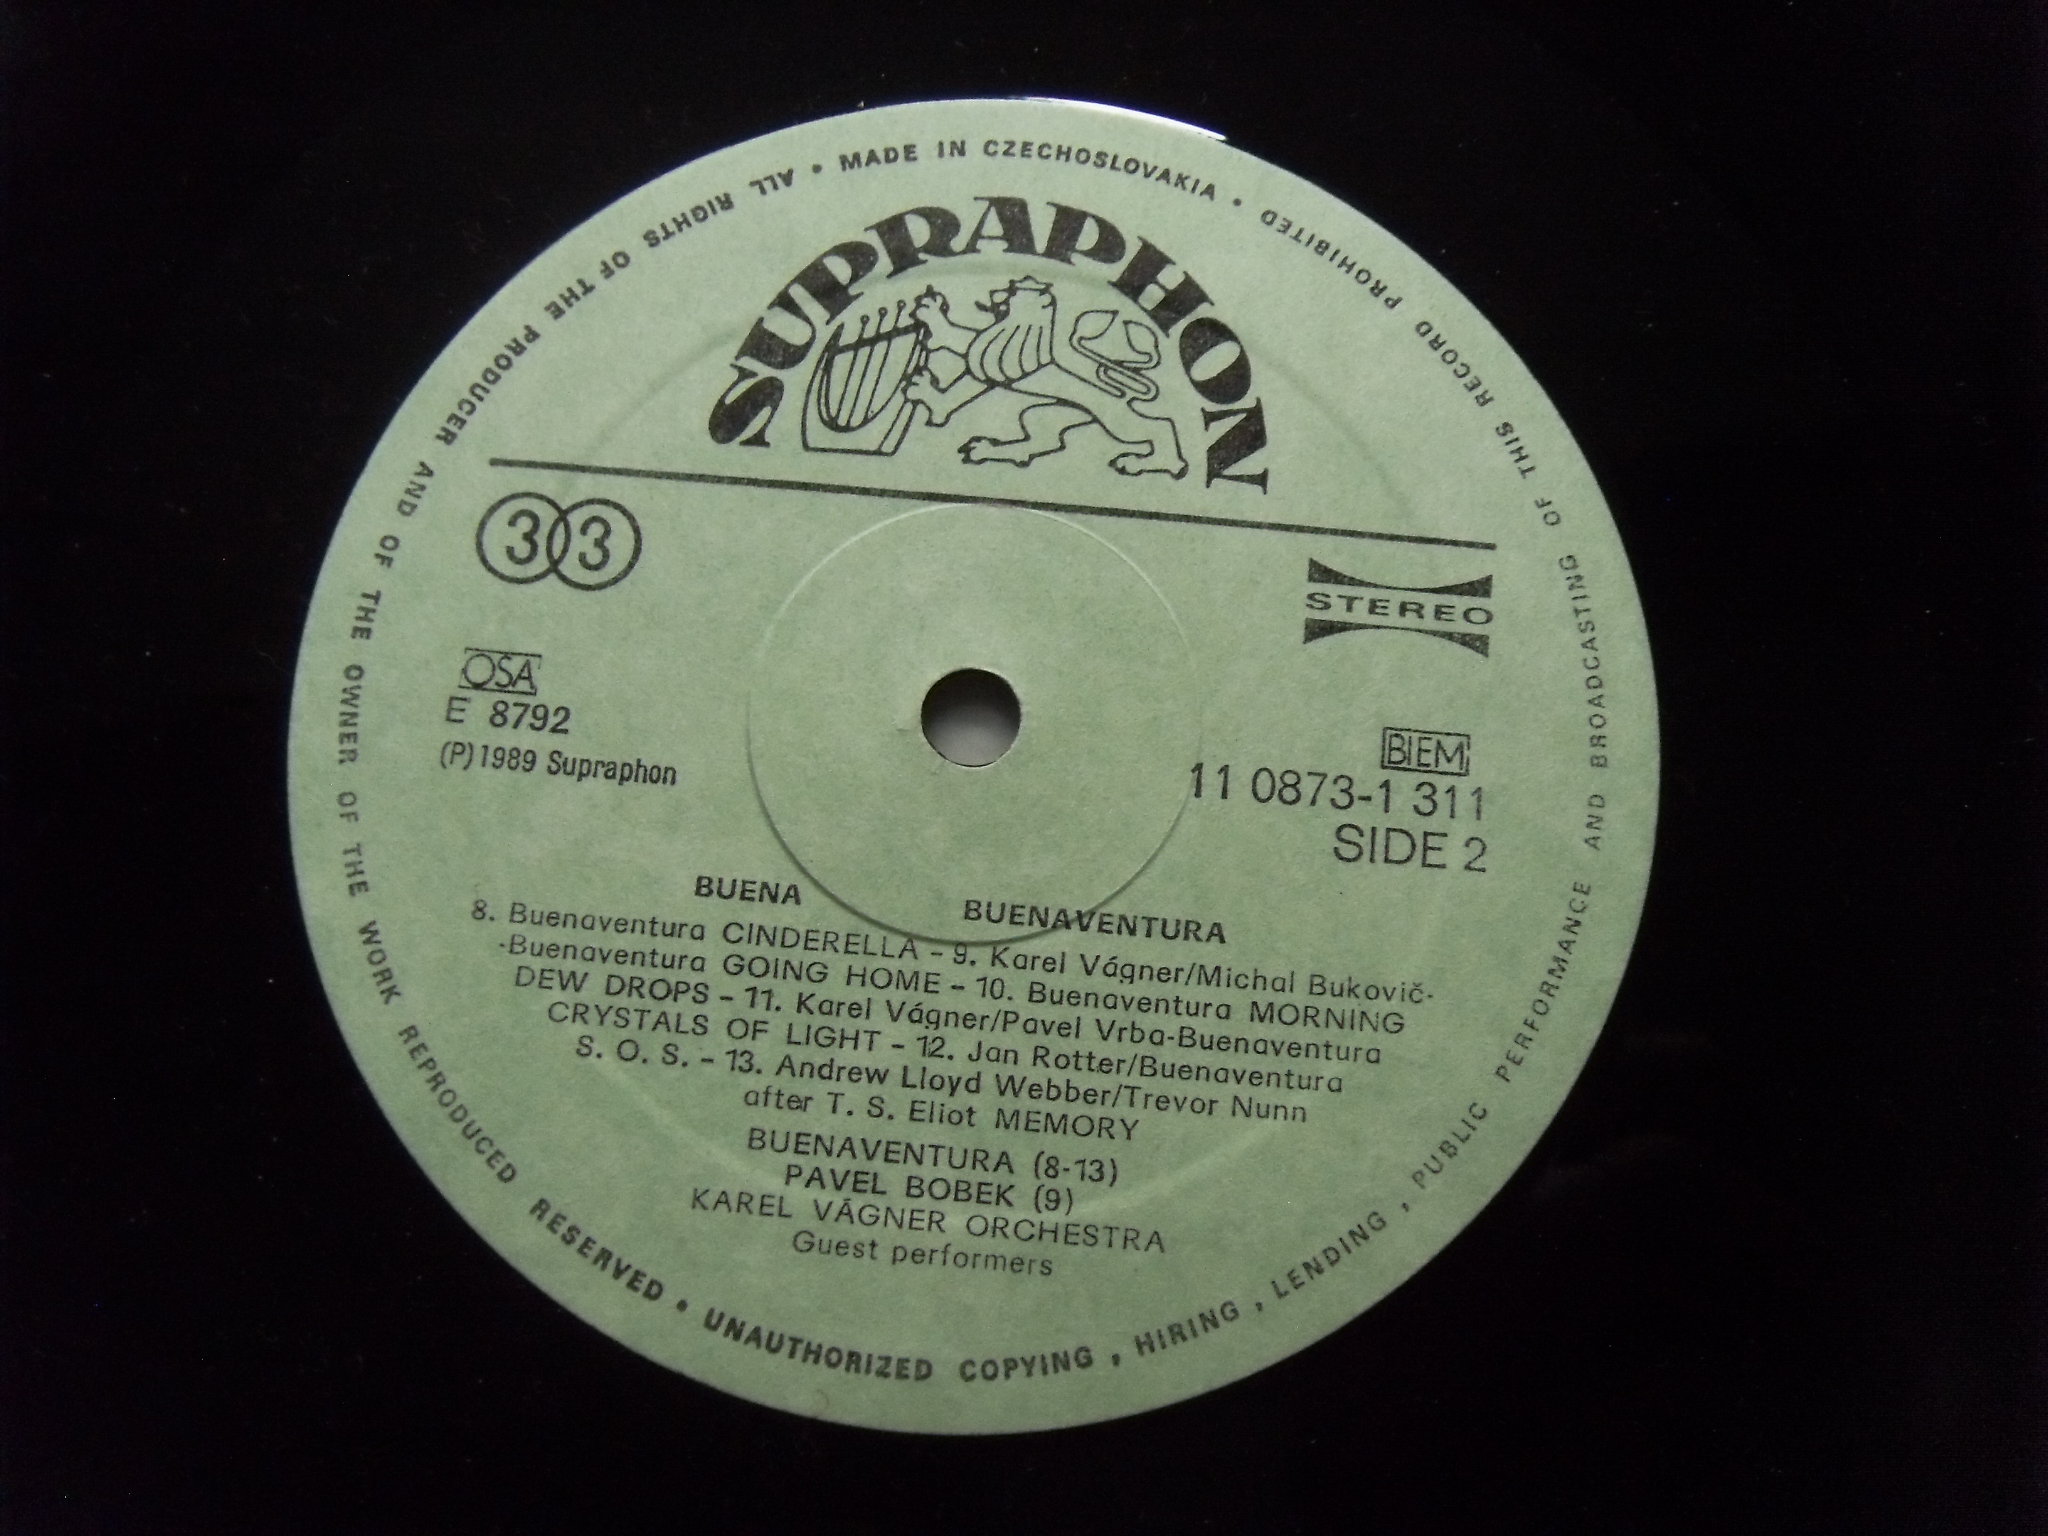 • MADE IN CZECHOSLOVAKIA •
ALL RIGHTS OF THE PRODUCER AND OF THE OWNER OF THE WORK REPRODUCED RESERVED • UNAUTHORIZED COPYING , HIRING , LENDING , PUBLIC PERFORMANCE AND BROADCASTING OF THIS RECORD PROHIBITED
SUPRAPHON
33
STEREO
OSA
E 8792
(P)1989 Supraphon
BIEM
11 0873-1 311
SIDE 2
BUENA BUENAVENTURA
8. Buenaventura CINDERELLA - 9. Karel Vágner/Michal Bukovič-
-Buenaventura GOING HOME - 10. Buenaventura MORNING
DEW DROPS - 11. Karel Vágner/Pavel Vrba-Buenaventura
CRYSTALS OF LIGHT - 12. Jan Rotter/Buenaventura
S. O. S. - 13. Andrew Lloyd Webber/Trevor Nunn
after T. S. Eliot MEMORY
BUENAVENTURA (8-13)
PAVEL BOBEK (9)
KAREL VÁGNER ORCHESTRA
Guest performers